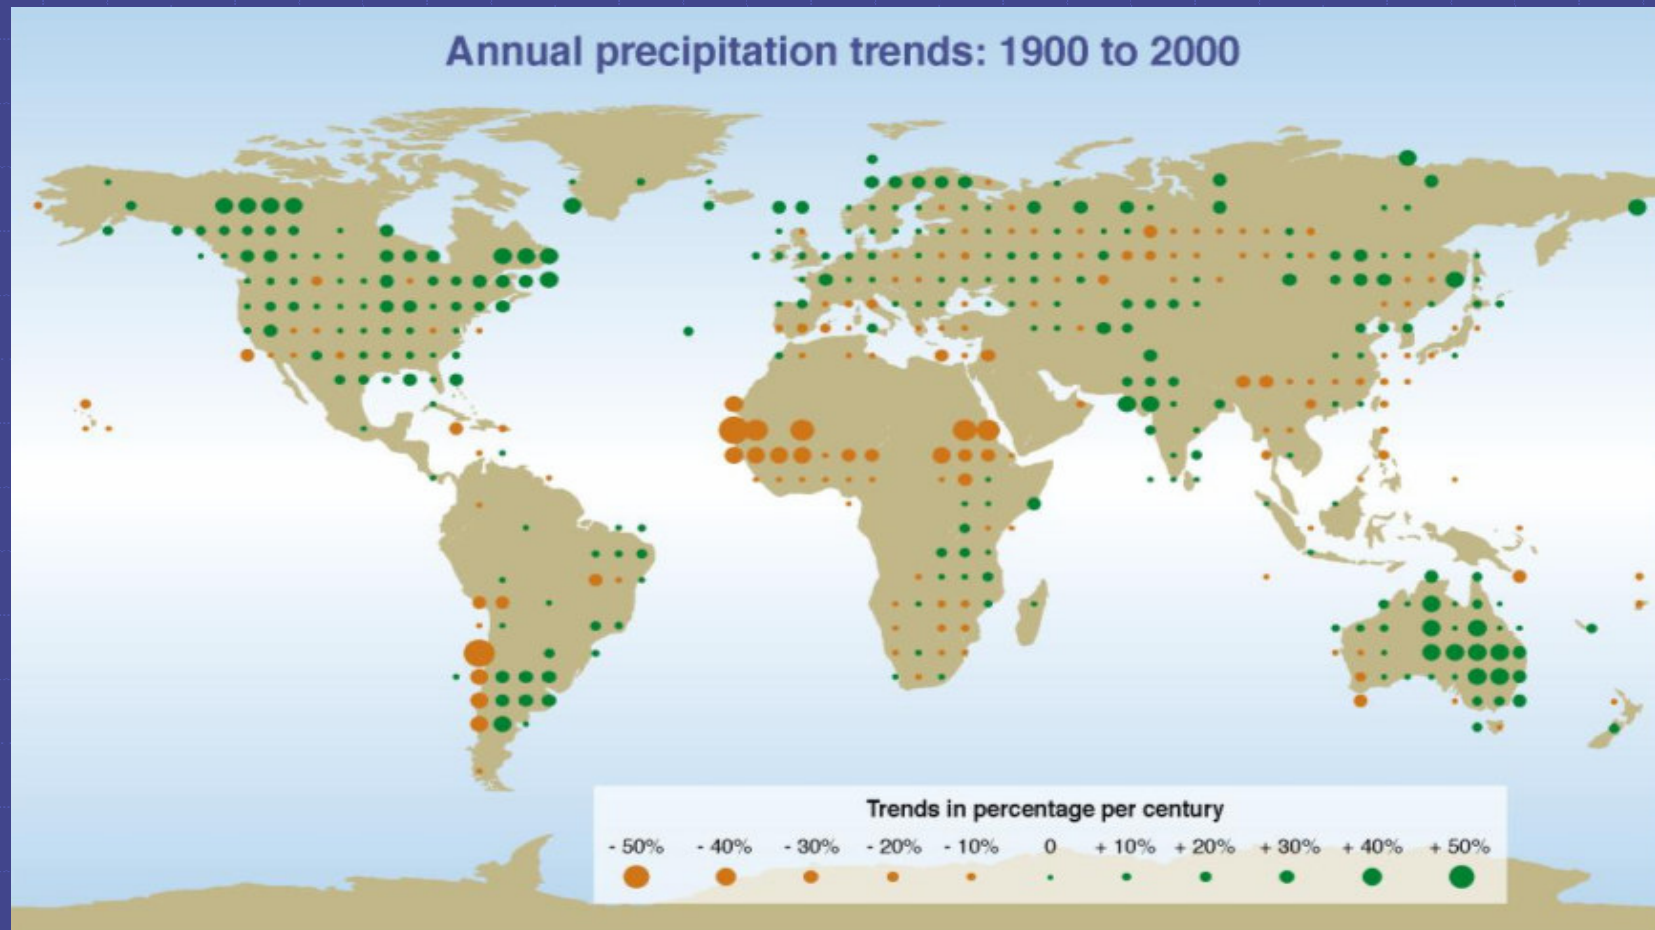 Annual precipitation trends: 1900 to 2000
Trends in percentage per century
- 50% - 40% - 30% - 20% - 10% 0 + 10% + 20% + 30% + 40% + 50%